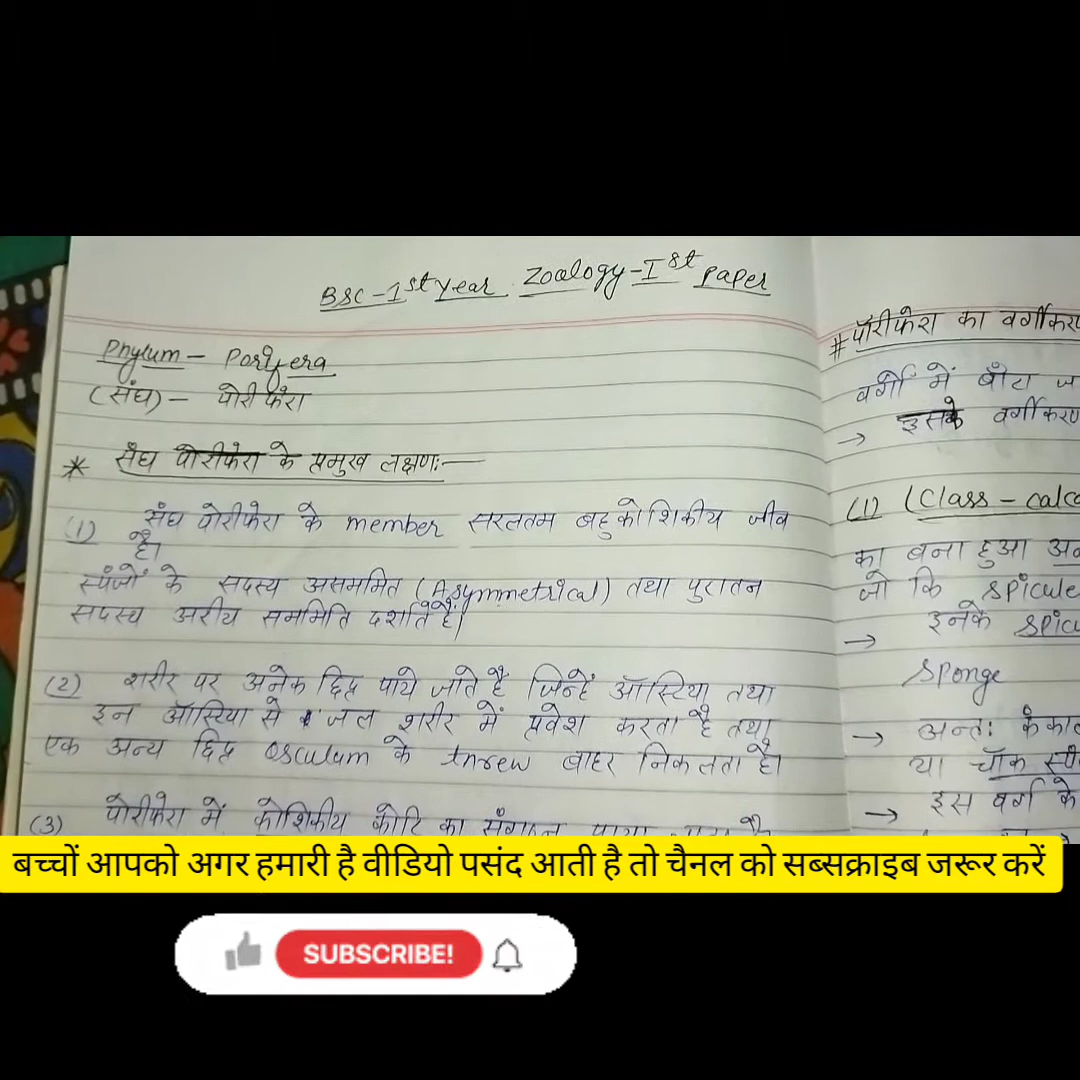 BSC-1st Year Zoology-Ist Paper
Phylum - Porifera
(संघ) - पोरीफेरा
* संघ पोरीफेरा के प्रमुख लक्षण:-
(1) संघ पोरीफेरा के member सरलतम बहुकोशिकीय जीव
है।
स्पंजों के सदस्य असममित (Asymmetrical) तथा पुरातन
सदस्य अरीय सममिति दर्शाते हैं।
(2) शरीर पर अनेक छिद्र पाये जाते है जिन्हें ऑस्टिया तथा
इन ऑस्टिया से जल शरीर में प्रवेश करता है तथा
एक अन्य छिद्र osculum के threw बाहर निकलता है।
(3) पोरीफेरा में कोशिकीय कोटि का संगठन पाया जाता है
# पॉरीफेरा का वर्गीकरण
वर्गों में बाँटा
→ इसके वर्गीकरण
(1) (Class - calc
का बना हुआ
जो कि spicule
→ इनके spicu
Sponge
→ अन्तः कंकाल
या चॉक
→ इस वर्ग के
बच्चों आपको अगर हमारी है वीडियो पसंद आती है तो चैनल को सब्सक्राइब जरूर करें
SUBSCRIBE!